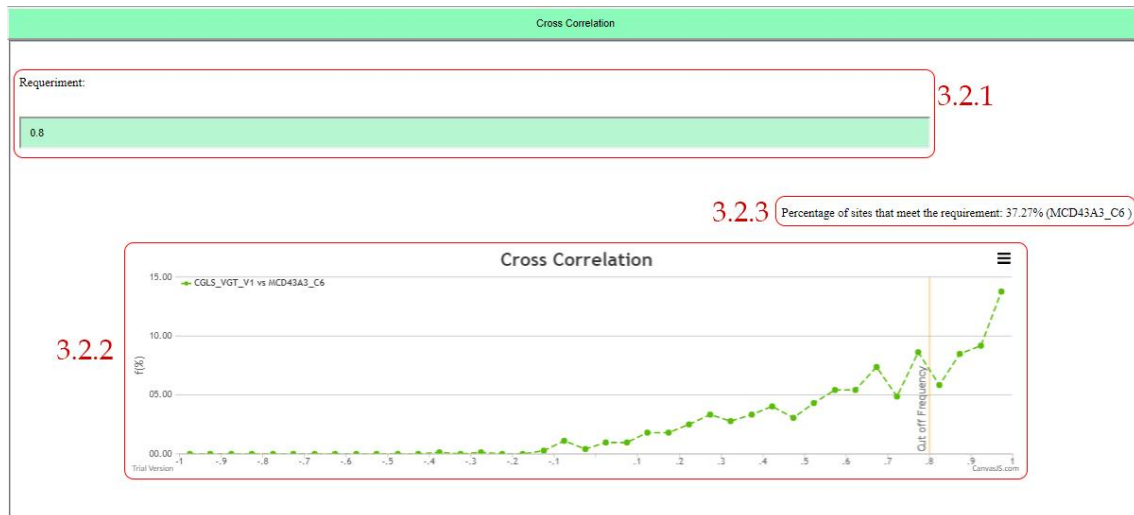 Cross Correlation
Requeriment:
3.2.1
0.8
3.2.3 Percentage of sites that meet the requirement: 37.27% (MCD43A3_C6 )
Cross Correlation
15.00
CGLS_VGT_V1 vs MCD43A3_C6
10.00
3.2.2
f(%)
05.00
Cut off Frequency
00.00
-1 -.9 -.8 -.7 -.6 -.5 -.4 -.3 -.2 -.1 .1 .2 .3 .4 .5 .6 .7 .8 .9 1
Trial Version CanvasJS.com